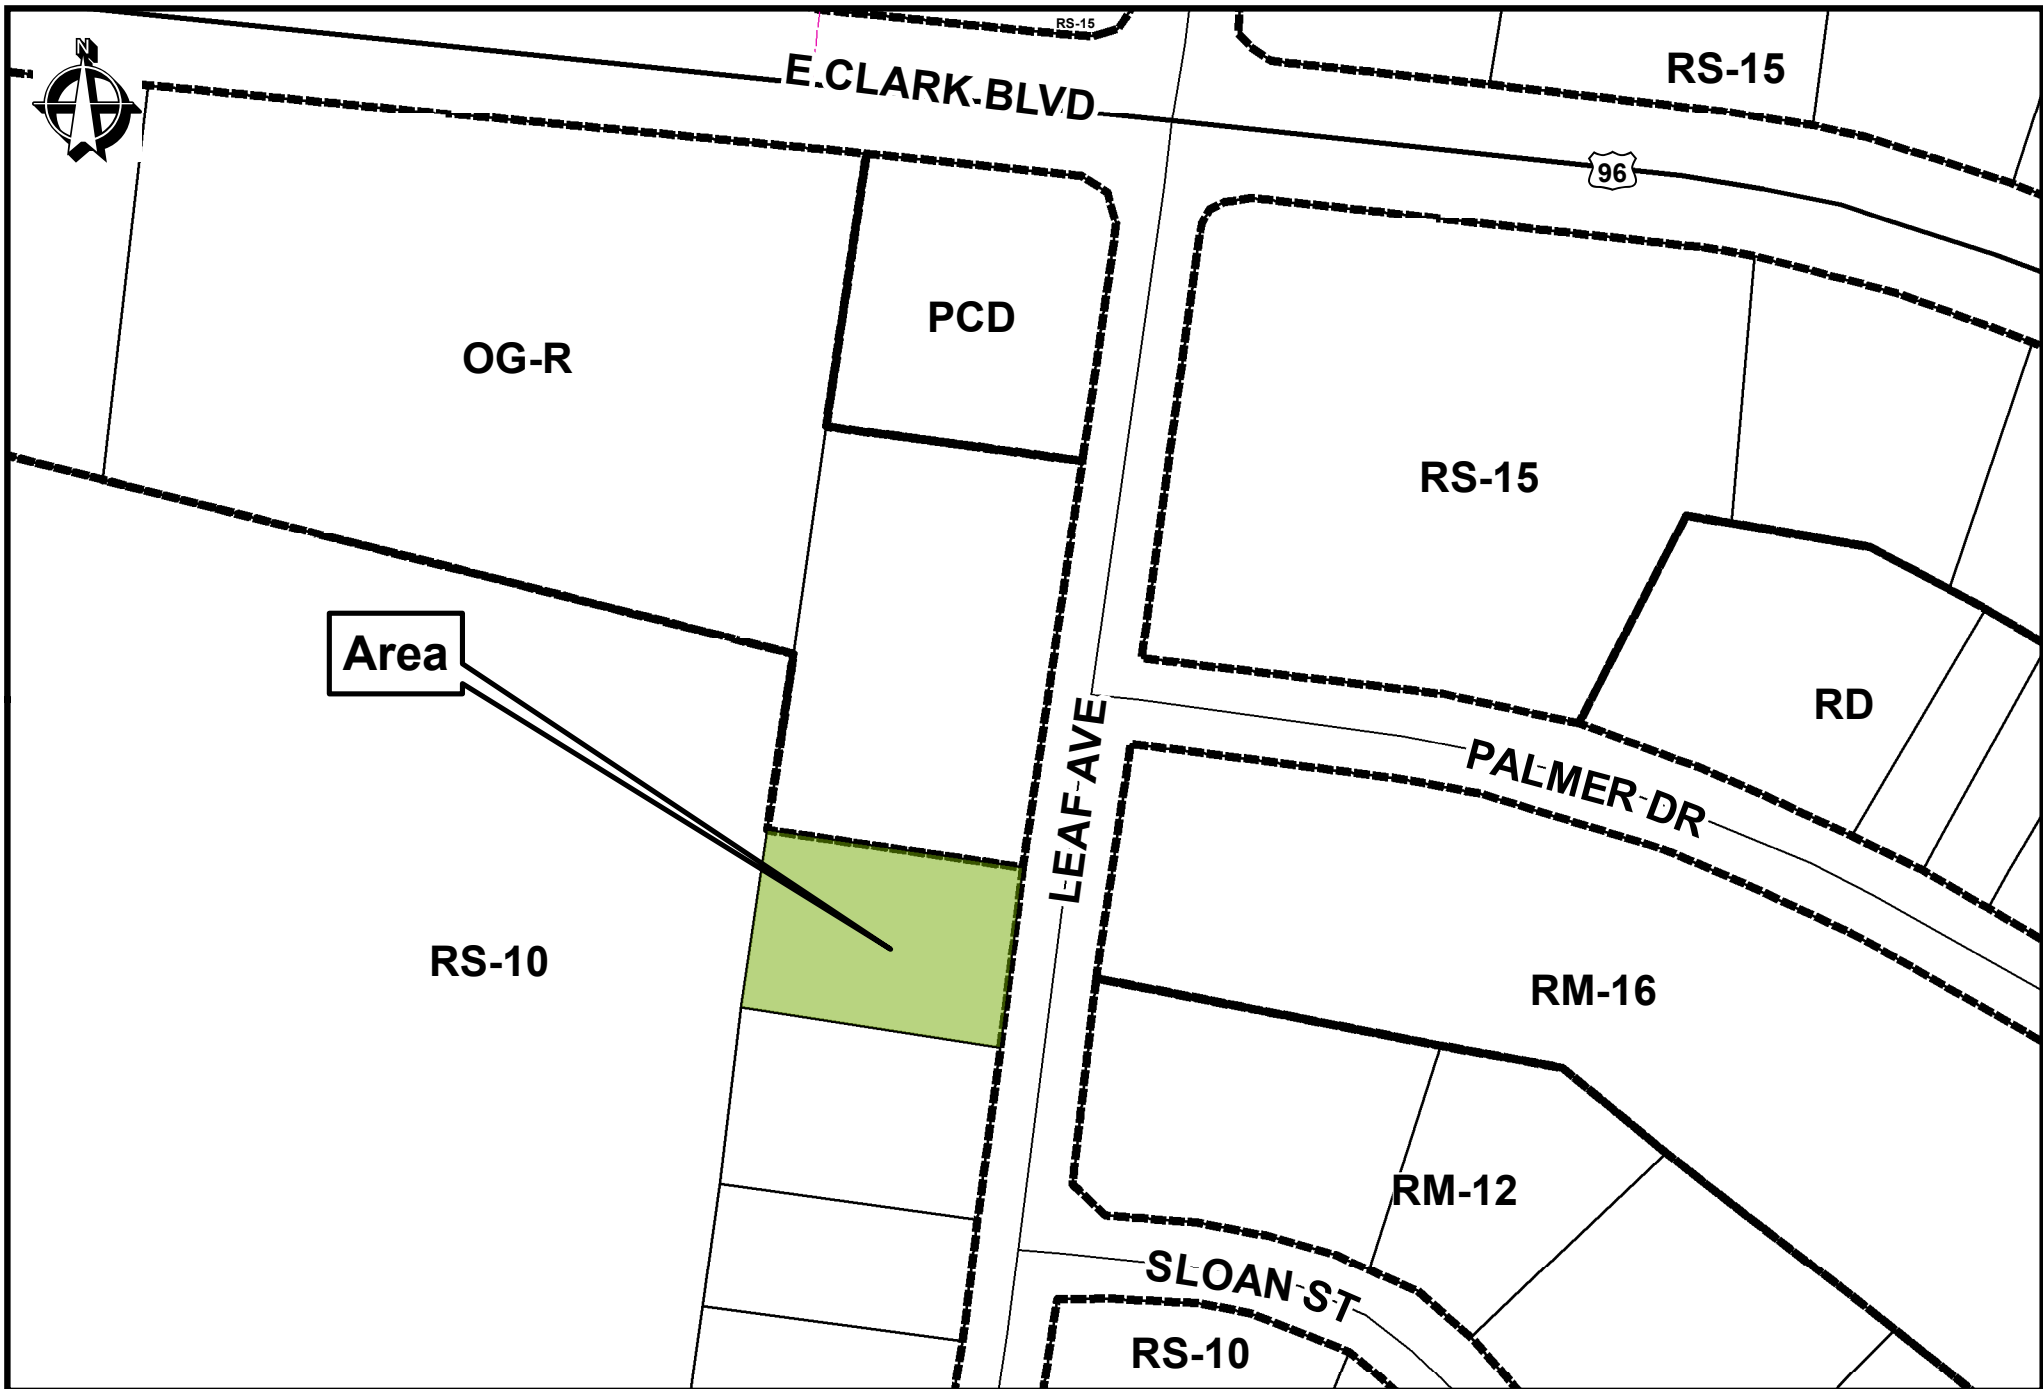 RS-15
N
E.CLARK BLVD
RS-15
96
PCD
OG-R
RS-15
Area
RD
LEAF AVE
PALMER DR
RS-10
RM-16
RM-12
SLOAN ST
RS-10